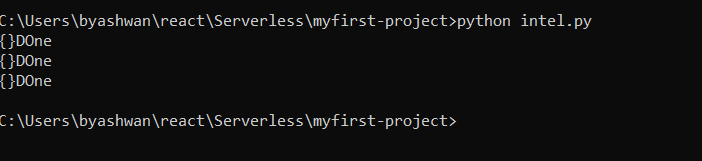 C:\Users\byashwan\react\Serverless\myfirst-project>python intel.py
{}DOne
{}DOne
{}DOne
C:\Users\byashwan\react\Serverless\myfirst-project>